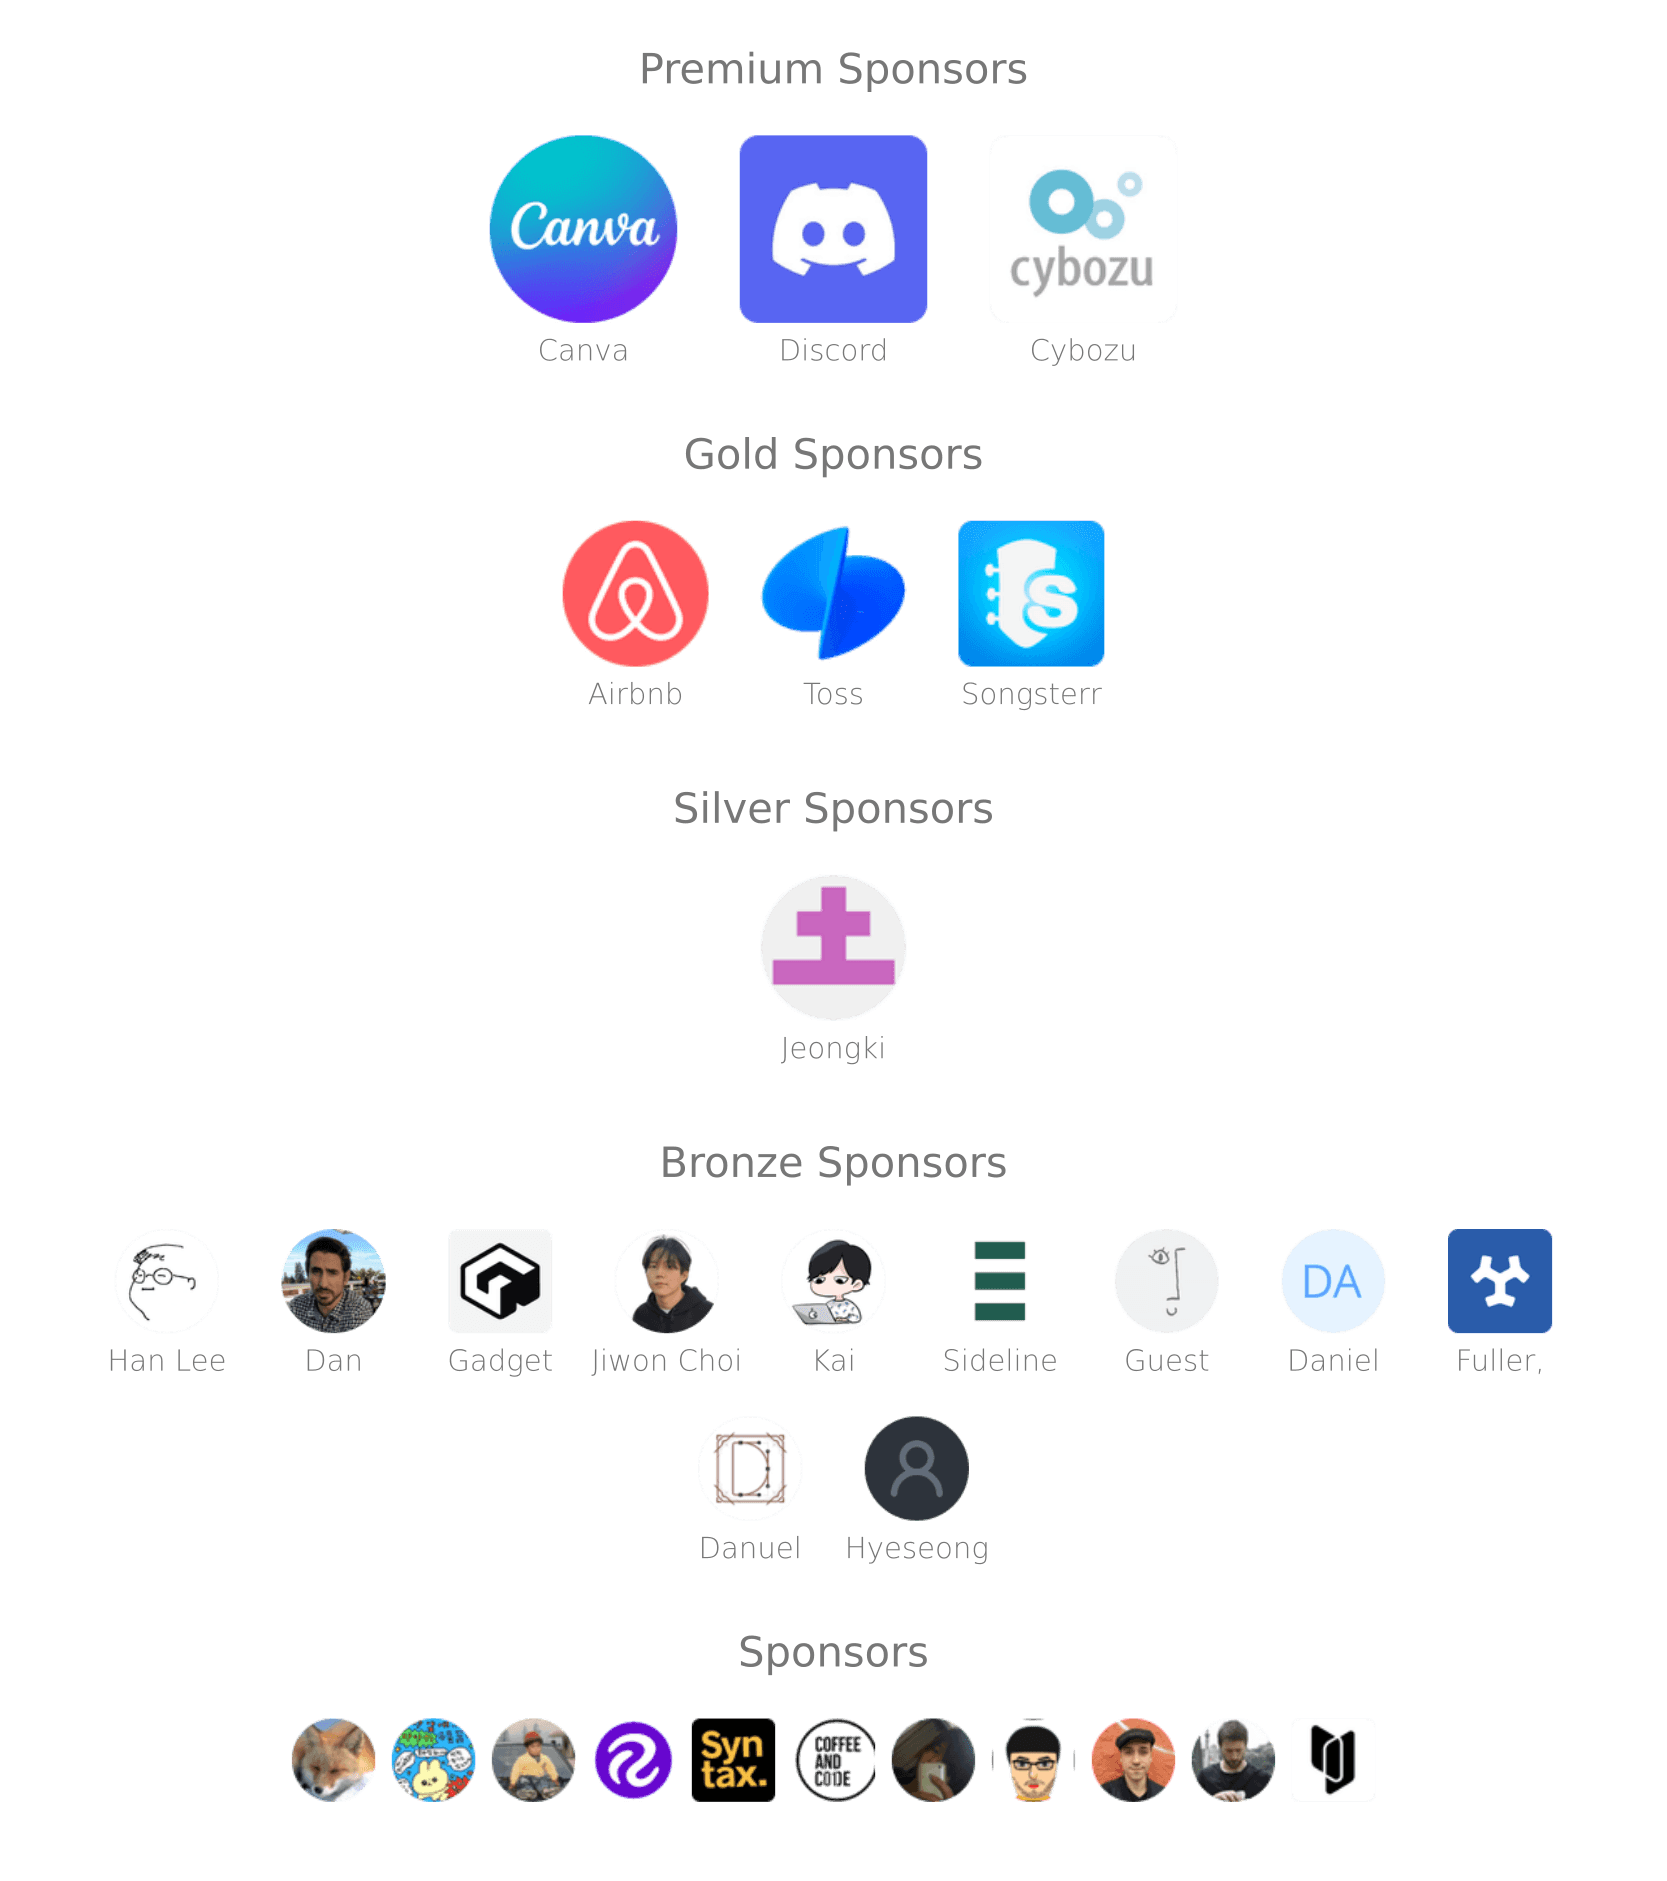 Premium Sponsors
Canva
cybozu
Canva Discord Cybozu
Gold Sponsors
S
Airbnb Toss Songsterr
Silver Sponsors
Jeongki
Bronze Sponsors
DA
Han Lee Dan Gadget Jiwon Choi Kai Sideline Guest Daniel Fuller,
D
Danuel Hyeseong
Sponsors
Syn
tax.
COFFEE
AND
CODE